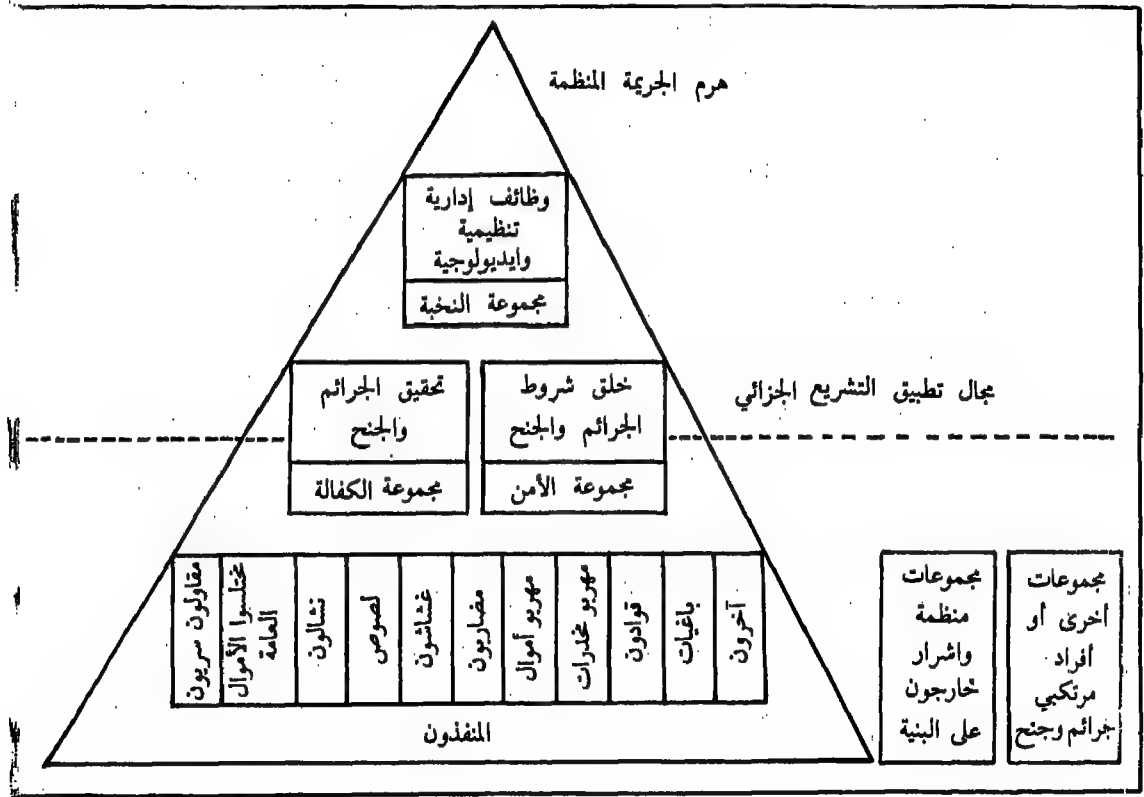 هرم الجريمة المنظمة
وظائف إدارية
تنظيمية
وايديولوجية
مجموعة النخبة
خلق شروط
الجرائم والجنح
مجموعة الأمن
تحقيق الجرائم
والجنح
مجموعة الكفالة
مجال تطبيق التشريع الجزائي
آخرون
باغيات
قوادون
مهربو مخدرات
مهربو أموال
مضاربون
غشاشون
لصوص
نشالون
مختلسوا الأموال
العامة
مقاولون سريون
المنفذون
مجموعات
أخرى أو
أفراد
مرتكبي
جرائم وجنح
مجموعات
منظمة
واشرار
خارجون
على البنية